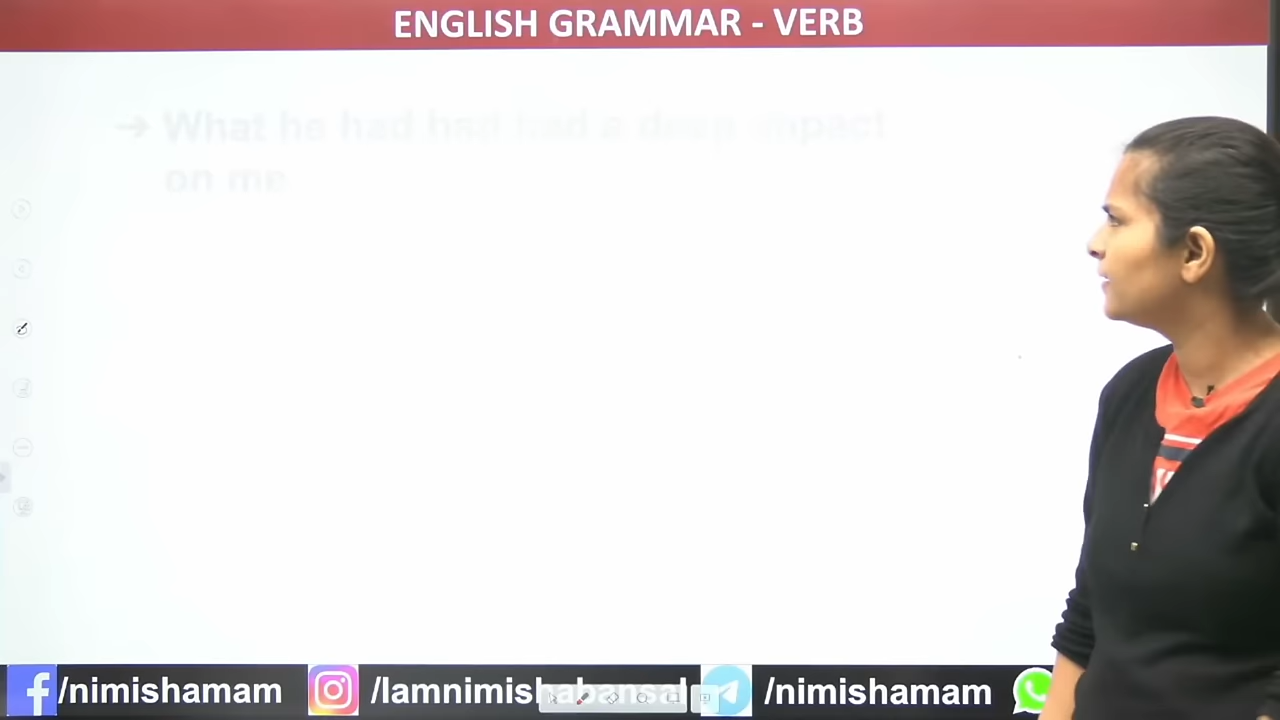 ENGLISH GRAMMAR - VERB
➔ What he had had had a deep impact
on me
/nimishamam
/Iamnimishabansal
/nimishamam